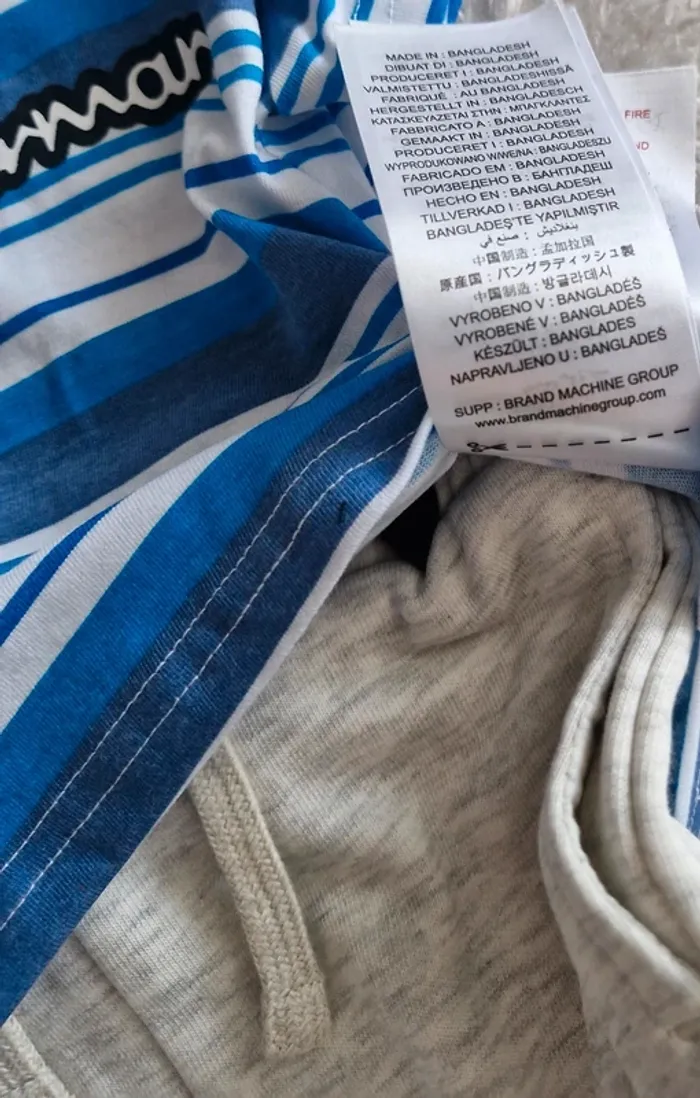 MADE IN : BANGLADESH
DIBUAT DI : BANGLADESH
PRODUCERET I : BANGLADESH
VALMISTETTU : BANGLADESHISSÄ
FABRIQUÉ : AU BANGLADESH
HERGESTELLT IN : BANGLADESCH
ΚΑΤΑΣΚΕΥΑΖΕΤΑΙ ΣΤΗΝ : ΜΠΑΓΚΛΑΝΤΕΣ
FABBRICATO A : BANGLADESH
GEMAAKT IN : BANGLADESH
PRODUCERT I : BANGLADESH
WYPRODUKOWANO WIWENA : BANGLADESZU
FABRICADO EM : BANGLADESH
ПРОИЗВЕДЕНО В : БАНГЛАДЕШ
HECHO EN : BANGLADESH
TILLVERKAD I : BANGLADESH
BANGLADEŞ'TE YAPILMIŞTIR
بنغلاديش : صنع في
中国制造 : 孟加拉国
原産国 : バングラディッシュ製
中国制造 : 방글라데시
VYROBENO V : BANGLADÉŠ
VYROBENÉ V : BANGLADÉŠ
KÉSZÜLT : BANGLADES
NAPRAVLJENO U : BANGLADEŠ
SUPP : BRAND MACHINE GROUP
www.brandmachinegroup.com
FIRE